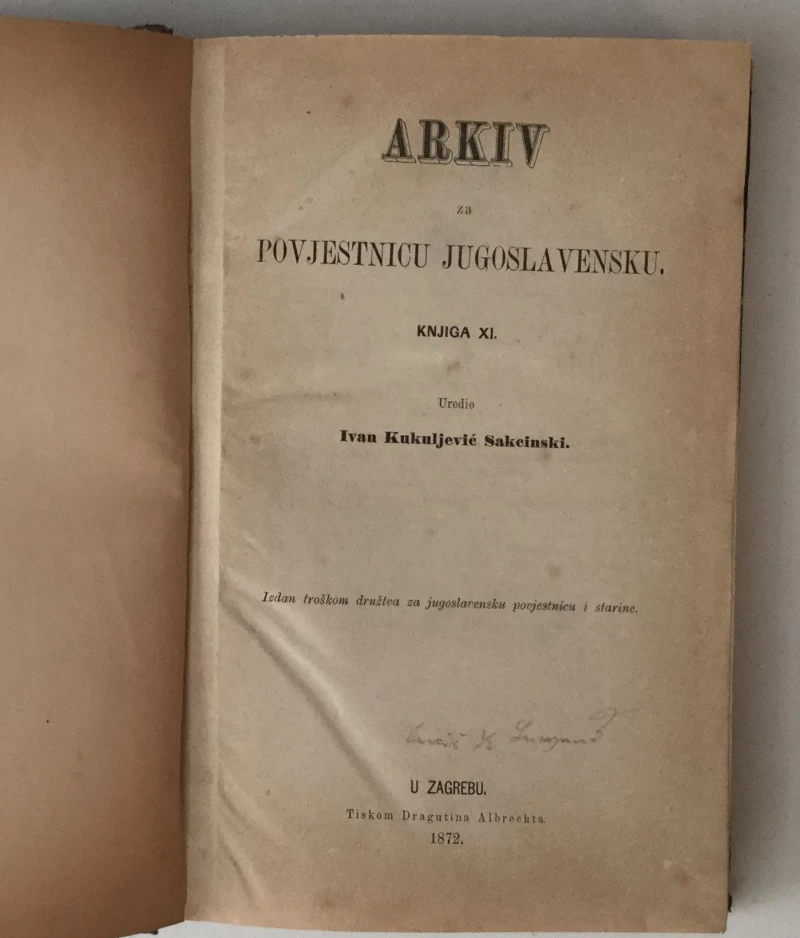 ARKIV
za
POVJESTNICU JUGOSLAVENSKU.
KNJIGA XI.
Uredio
Ivan Kukuljević Sakcinski.
Izdan troškom družtva za jugoslavensku povjestnicu i starine.
U ZAGREBU,
Tiskom Dragutina Albrechta
1872.